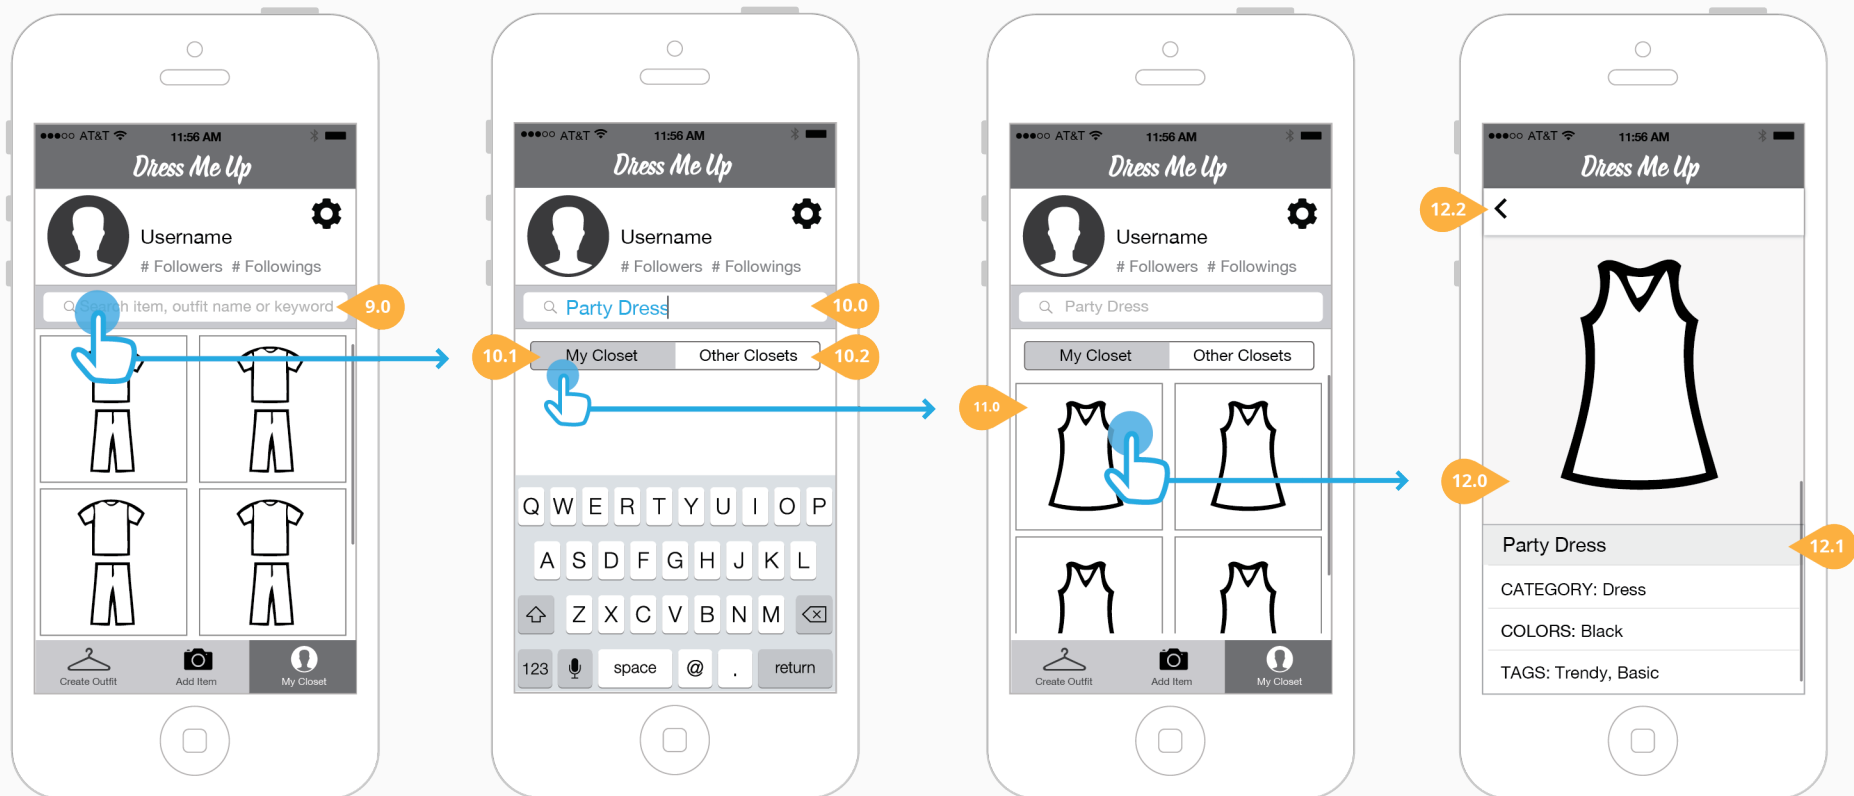 ●●●○○ AT&T 11:56 AM
Dress Me Up
Username
# Followers # Followings
Search item, outfit name or keyword
9.0
Create Outfit Add Item My Closet
●●●○○ AT&T 11:56 AM
Dress Me Up
Username
# Followers # Followings
Party Dress
10.0
10.1
My Closet Other Closets
10.2
Q W E R T Y U I O P
A S D F G H J K L
Z X C V B N M
123 space @ . return
●●●○○ AT&T 11:56 AM
Dress Me Up
Username
# Followers # Followings
Party Dress
My Closet Other Closets
11.0
Create Outfit Add Item My Closet
●●●○○ AT&T 11:56 AM
Dress Me Up
12.2
12.0
Party Dress
12.1
CATEGORY: Dress
COLORS: Black
TAGS: Trendy, Basic